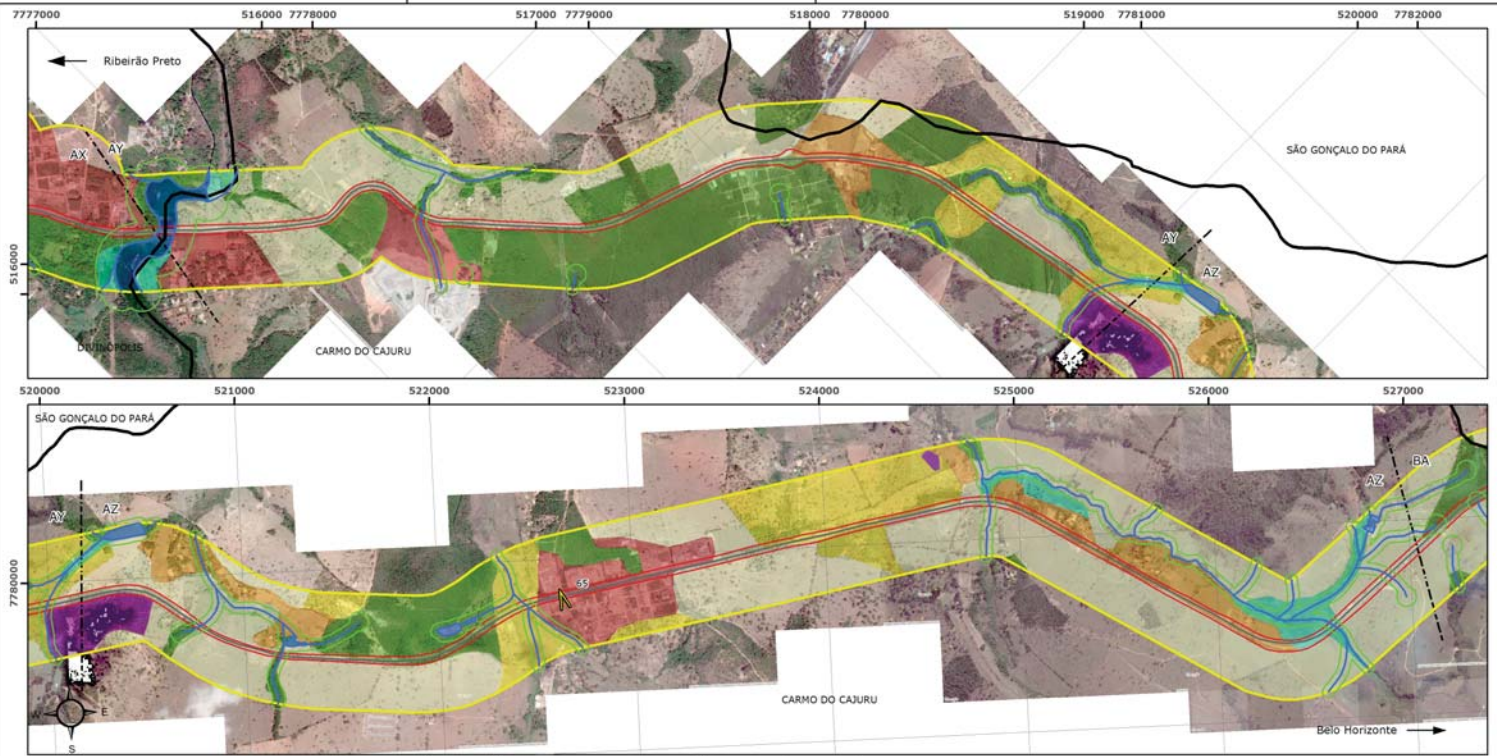 7777000 516000 7778000 517000 7779000 518000 7780000 519000 7781000 520000 7782000
Ribeirão Preto
SÃO GONÇALO DO PARÁ
AX AY
516000
AY
AZ
DIVINÓPOLIS
CARMO DO CAJURU
520000 521000 522000 523000 524000 525000 526000 527000
SÃO GONÇALO DO PARÁ
AY AZ
AZ BA
7780000
65
W E
S
CARMO DO CAJURU
Belo Horizonte